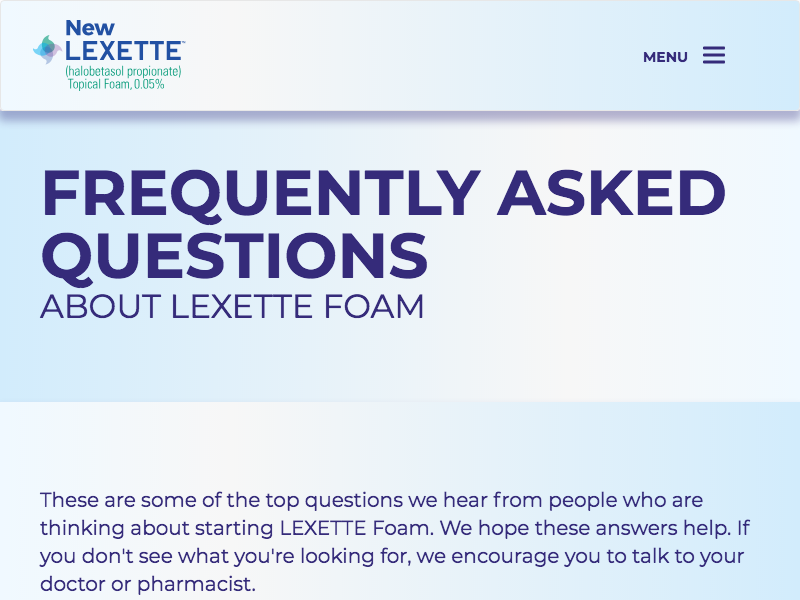 New
LEXETTE™
(halobetasol propionate)
Topical Foam, 0.05%
MENU
FREQUENTLY ASKED
QUESTIONS
ABOUT LEXETTE FOAM
These are some of the top questions we hear from people who are
thinking about starting LEXETTE Foam. We hope these answers help. If
you don't see what you're looking for, we encourage you to talk to your
doctor or pharmacist.